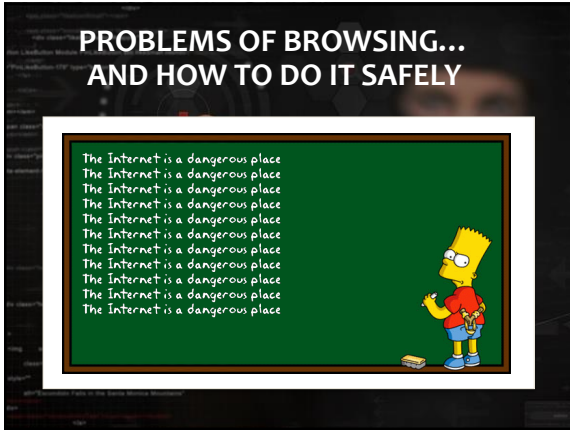 PROBLEMS OF BROWSING...
AND HOW TO DO IT SAFELY
The Internet is a dangerous place
The Internet is a dangerous place
The Internet is a dangerous place
The Internet is a dangerous place
The Internet is a dangerous place
The Internet is a dangerous place
The Internet is a dangerous place
The Internet is a dangerous place
The Internet is a dangerous place
The Internet is a dangerous place
The Internet is a dangerous place